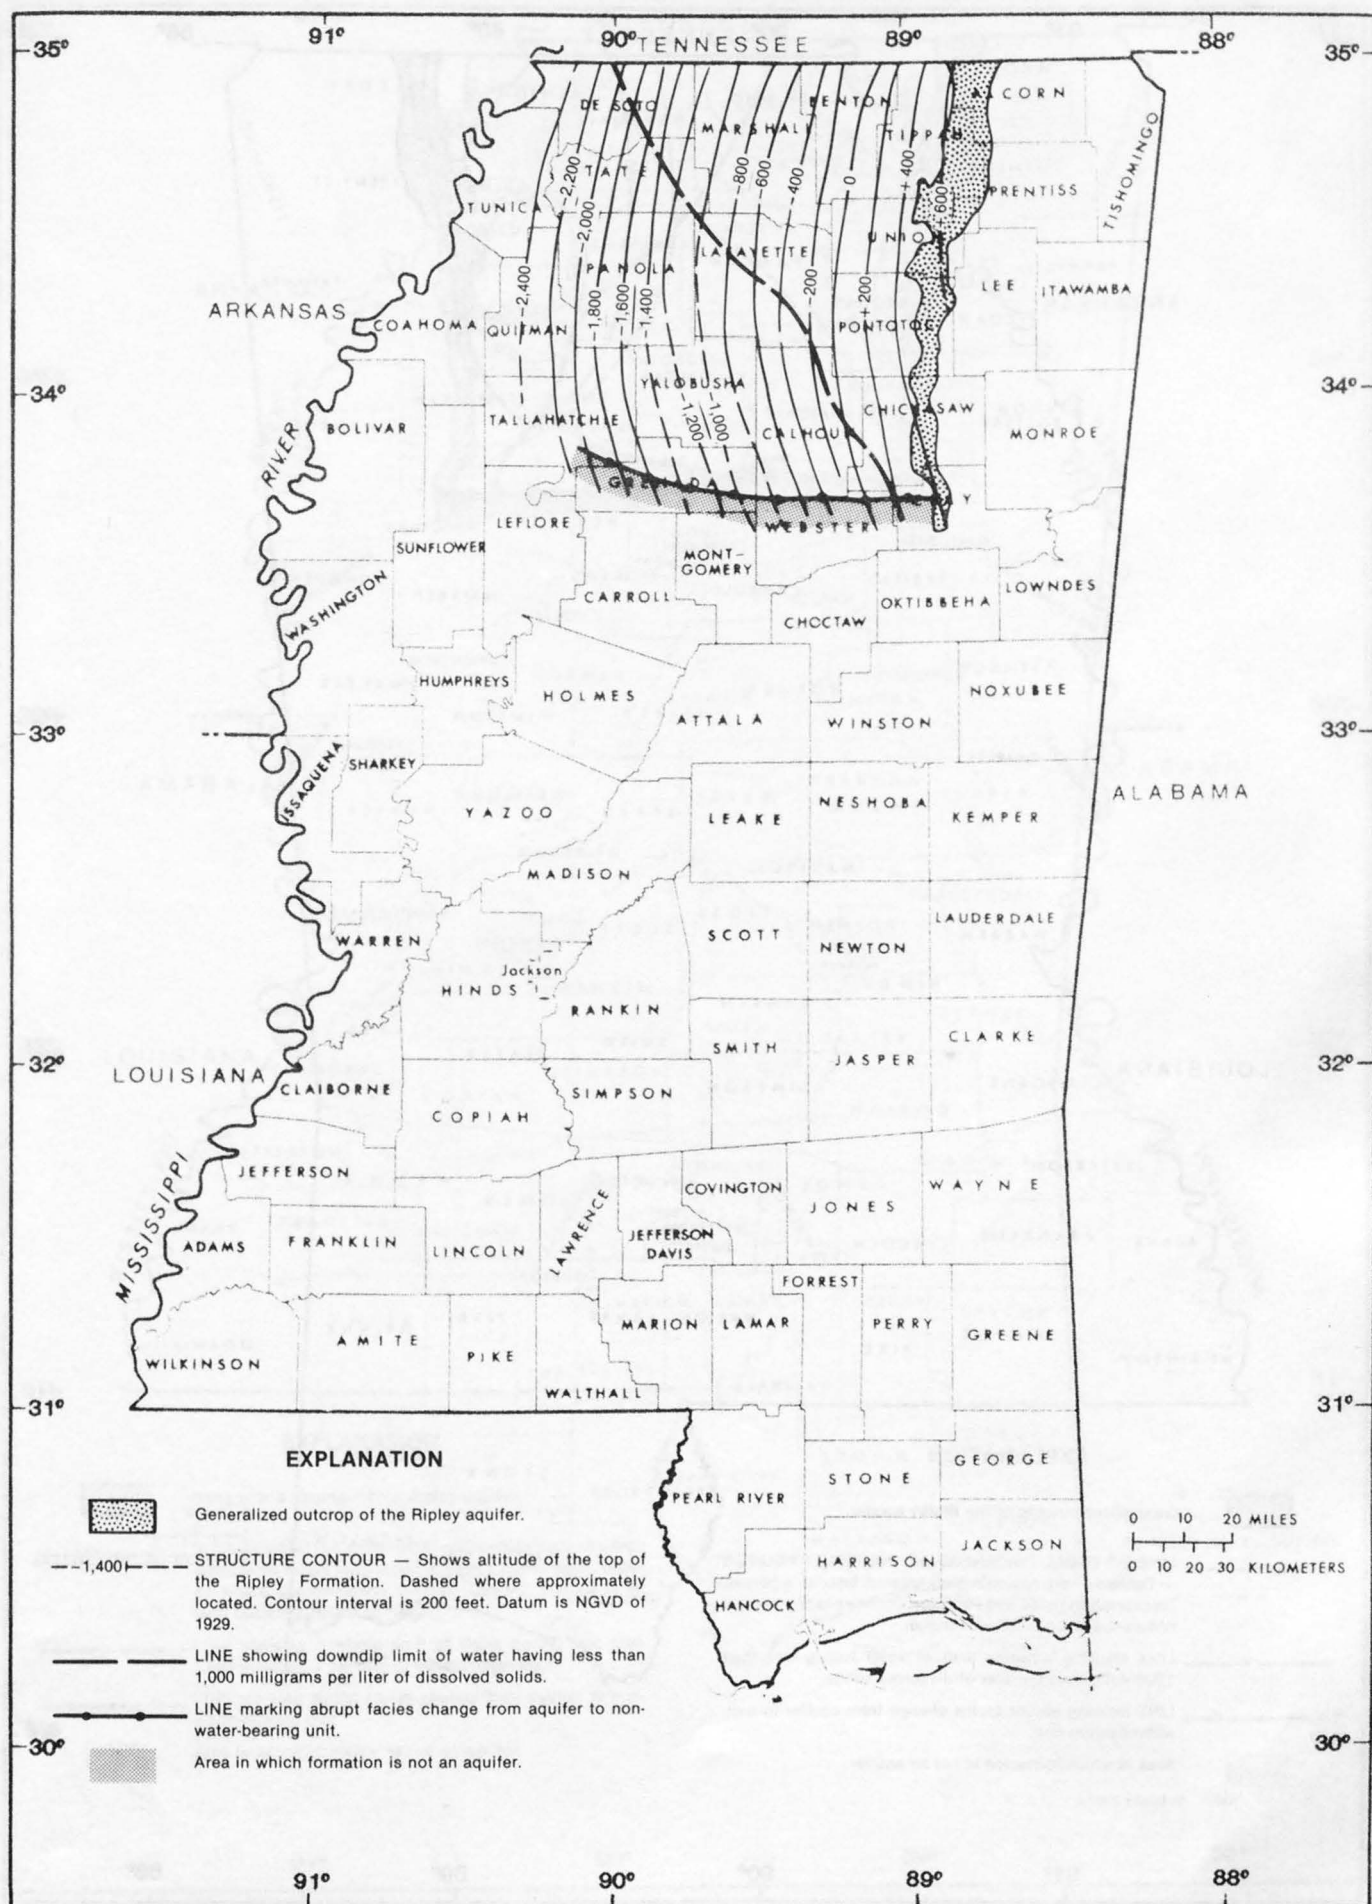 91°
90°
89°
88°
35°
TENNESSEE
35°
DE SOTO
BENTON
ALCORN
MARSHALL
TIPPAH
TISHOMINGO
-2,200
TATE
-800
-600
-400
0
+400
PRENTISS
TUNICA
-2,000
+600
UNION
LAFAYETTE
PANOLA
-2,400
-200
LEE
ITAWAMBA
ARKANSAS
COAHOMA
QUITMAN
-1,800
-1,600
-1,400
+200
PONTOTOC
34°
YALOBUSHA
34°
-1,200
-1,000
CHICKASAW
RIVER
BOLIVAR
TALLAHATCHIE
CALHOUN
MONROE
GRENADA
CLAY
LEFLORE
WEBSTER
SUNFLOWER
MONT-
GOMERY
WASHINGTON
CARROLL
CHOCTAW
OKTIBBEHA
LOWNDES
HUMPHREYS
HOLMES
NOXUBEE
ATTALA
WINSTON
33°
33°
ISSAQUENA
SHARKEY
YAZOO
LEAKE
NESHOBA
KEMPER
ALABAMA
MADISON
WARREN
SCOTT
NEWTON
LAUDERDALE
Jackson
HINDS
RANKIN
SMITH
JASPER
CLARKE
32°
32°
LOUISIANA
CLAIBORNE
COPIAH
SIMPSON
MISSISSIPPI
JEFFERSON
LAWRENCE
COVINGTON
JONES
WAYNE
ADAMS
FRANKLIN
LINCOLN
JEFFERSON
DAVIS
FORREST
WILKINSON
AMITE
PIKE
MARION
LAMAR
PERRY
GREENE
WALTHALL
31°
31°
EXPLANATION
PEARL RIVER
STONE
GEORGE
Generalized outcrop of the Ripley aquifer.
0 10 20 MILES
0 10 20 30 KILOMETERS
HARRISON
JACKSON
HANCOCK
-1,400
STRUCTURE CONTOUR — Shows altitude of the top of
the Ripley Formation. Dashed where approximately
located. Contour interval is 200 feet. Datum is NGVD of
1929.
LINE showing downdip limit of water having less than
1,000 milligrams per liter of dissolved solids.
LINE marking abrupt facies change from aquifer to non-
water-bearing unit.
30°
30°
Area in which formation is not an aquifer.
91°
90°
89°
88°